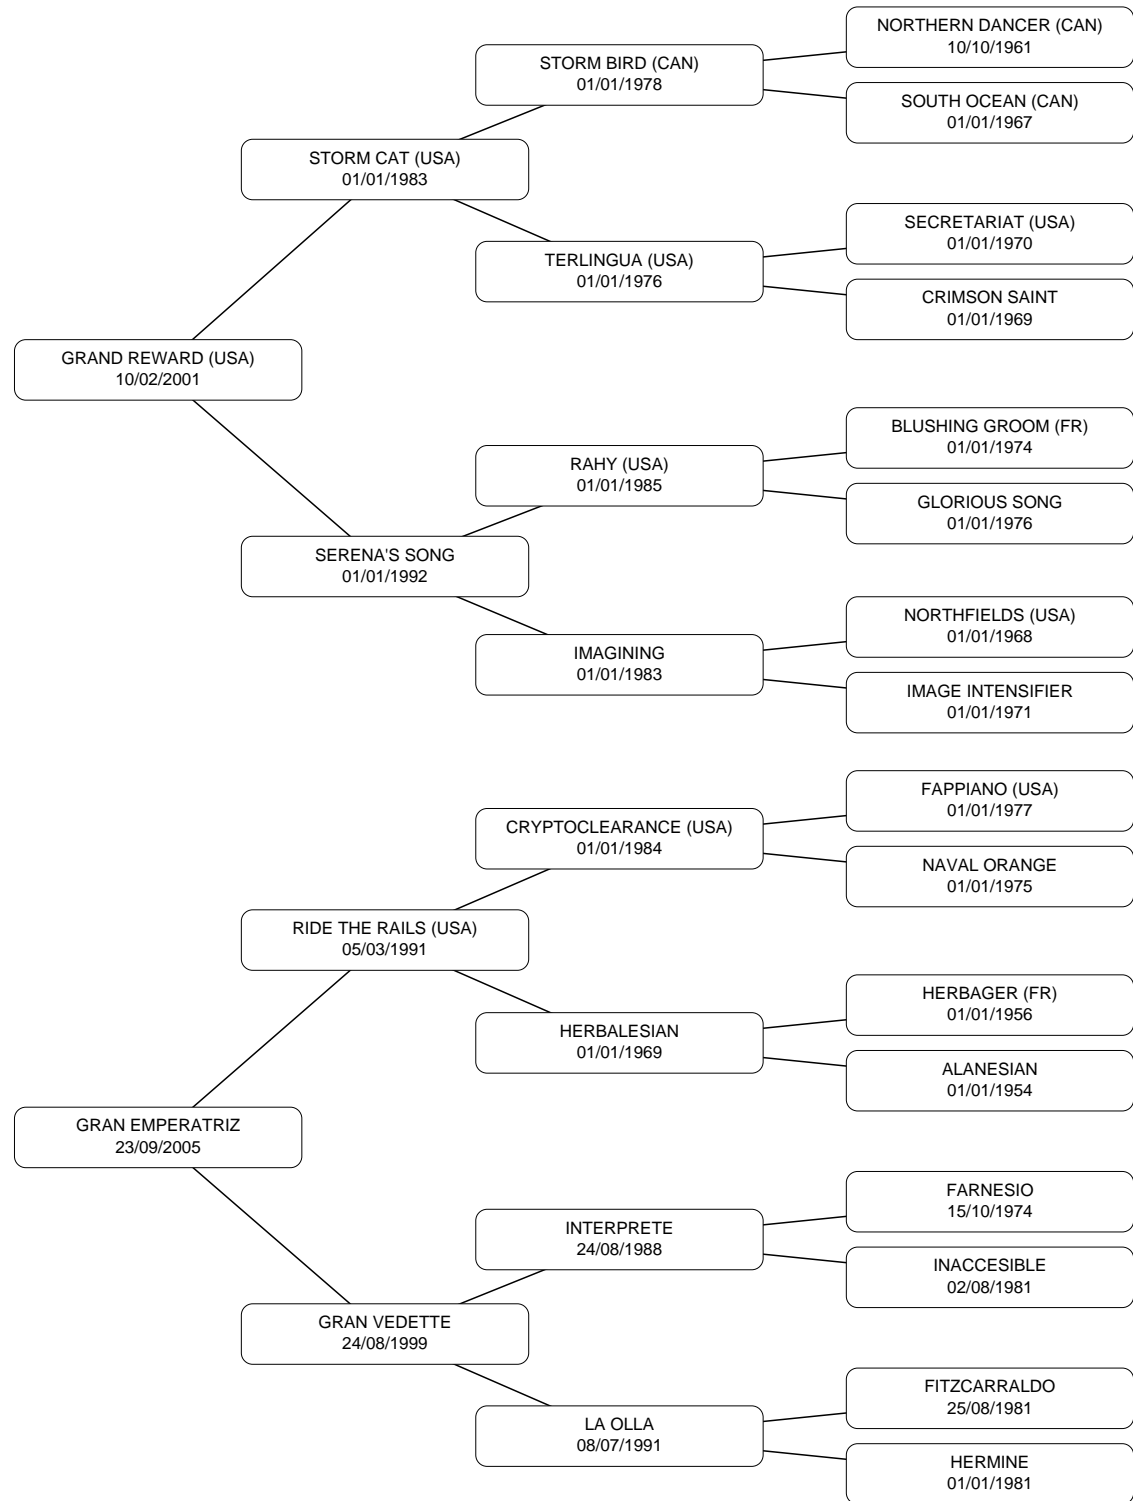 NORTHERN DANCER (CAN)
10/10/1961
STORM BIRD (CAN)
01/01/1978
SOUTH OCEAN (CAN)
01/01/1967
STORM CAT (USA)
01/01/1983
SECRETARIAT (USA)
01/01/1970
TERLINGUA (USA)
01/01/1976
CRIMSON SAINT
01/01/1969
GRAND REWARD (USA)
10/02/2001
BLUSHING GROOM (FR)
01/01/1974
RAHY (USA)
01/01/1985
GLORIOUS SONG
01/01/1976
SERENA'S SONG
01/01/1992
NORTHFIELDS (USA)
01/01/1968
IMAGINING
01/01/1983
IMAGE INTENSIFIER
01/01/1971
FAPPIANO (USA)
01/01/1977
CRYPTOCLEARANCE (USA)
01/01/1984
NAVAL ORANGE
01/01/1975
RIDE THE RAILS (USA)
05/03/1991
HERBAGER (FR)
01/01/1956
HERBALESIAN
01/01/1969
ALANESIAN
01/01/1954
GRAN EMPERATRIZ
23/09/2005
FARNESIO
15/10/1974
INTERPRETE
24/08/1988
INACCESIBLE
02/08/1981
GRAN VEDETTE
24/08/1999
FITZCARRALDO
25/08/1981
LA OLLA
08/07/1991
HERMINE
01/01/1981